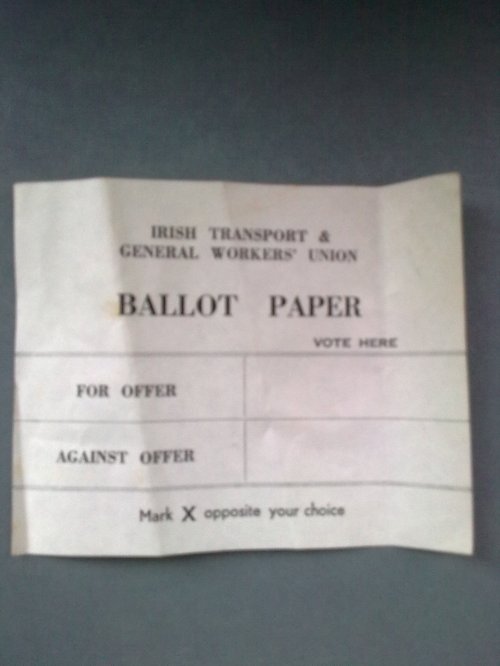 IRISH TRANSPORT &
GENERAL WORKERS' UNION
BALLOT PAPER
VOTE HERE
FOR OFFER
AGAINST OFFER
Mark X opposite your choice